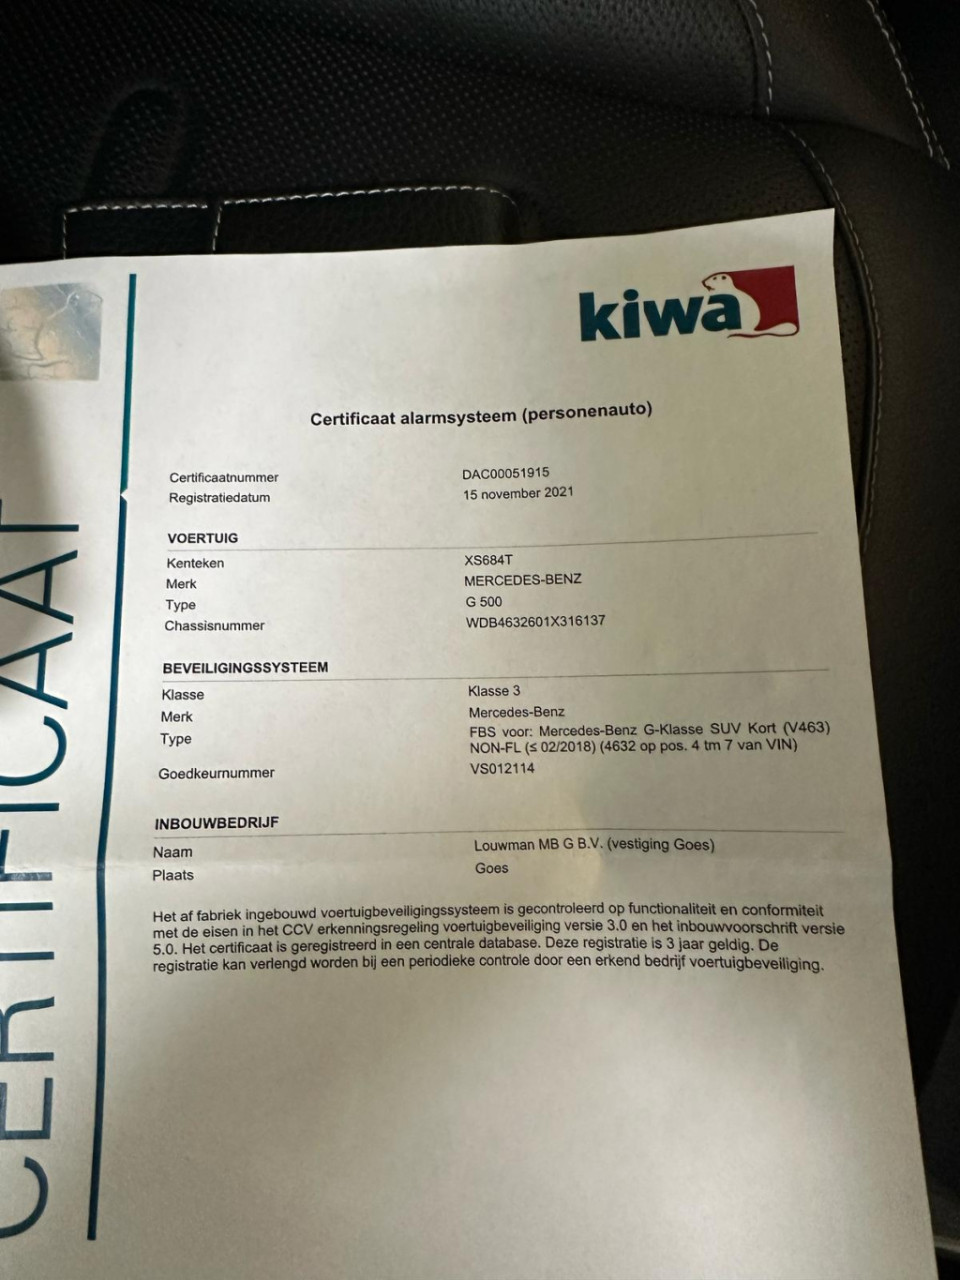 kiwa
Certificaat alarmsysteem (personenauto)
Certificaatnummer DAC00051915
Registratiedatum 15 november 2021
VOERTUIG
Kenteken XS684T
Merk MERCEDES-BENZ
Type G 500
Chassisnummer WDB4632601X316137
BEVEILIGINGSSYSTEEM
Klasse Klasse 3
Merk Mercedes-Benz
Type FBS voor: Mercedes-Benz G-Klasse SUV Kort (V463)
NON-FL (≤ 02/2018) (4632 op pos. 4 tm 7 van VIN)
Goedkeurnummer VS012114
INBOUWBEDRIJF
Naam Louwman MB G B.V. (vestiging Goes)
Plaats Goes
Het af fabriek ingebouwd voertuigbeveiligingssysteem is gecontroleerd op functionaliteit en conformiteit
met de eisen in het CCV erkenningsregeling voertuigbeveiliging versie 3.0 en het inbouwvoorschrift versie
5.0. Het certificaat is geregistreerd in een centrale database. Deze registratie is 3 jaar geldig. De
registratie kan verlengd worden bij een periodieke controle door een erkend bedrijf voertuigbeveiliging.
CERTIFICAAT